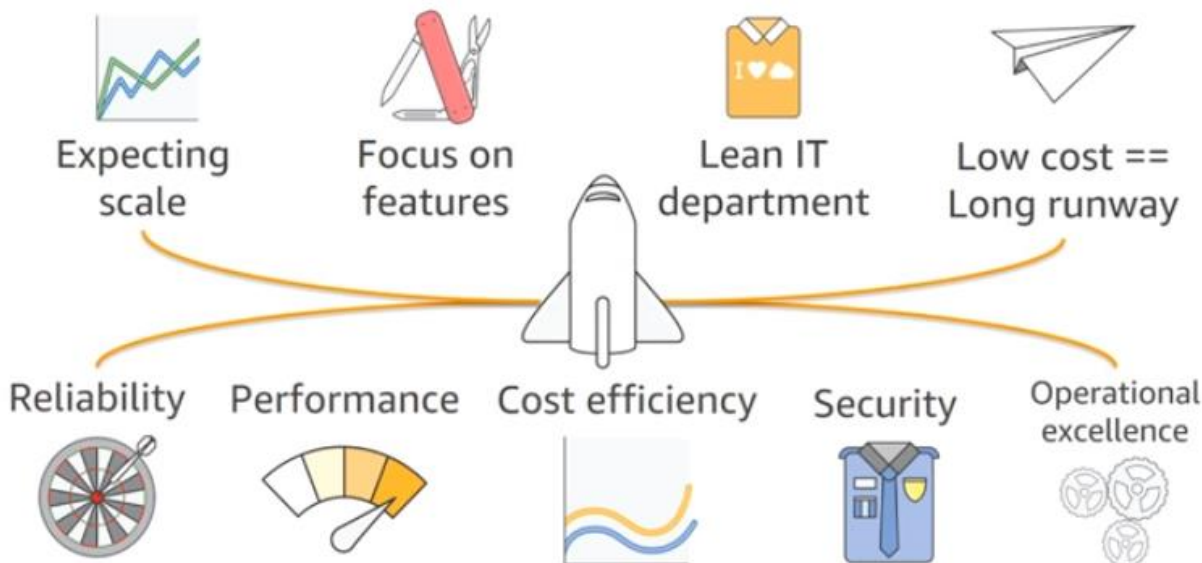 Expecting
scale
Focus on
features
Lean IT
department
Low cost ==
Long runway
I ♥
Reliability
Performance
Cost efficiency
Security
Operational
excellence